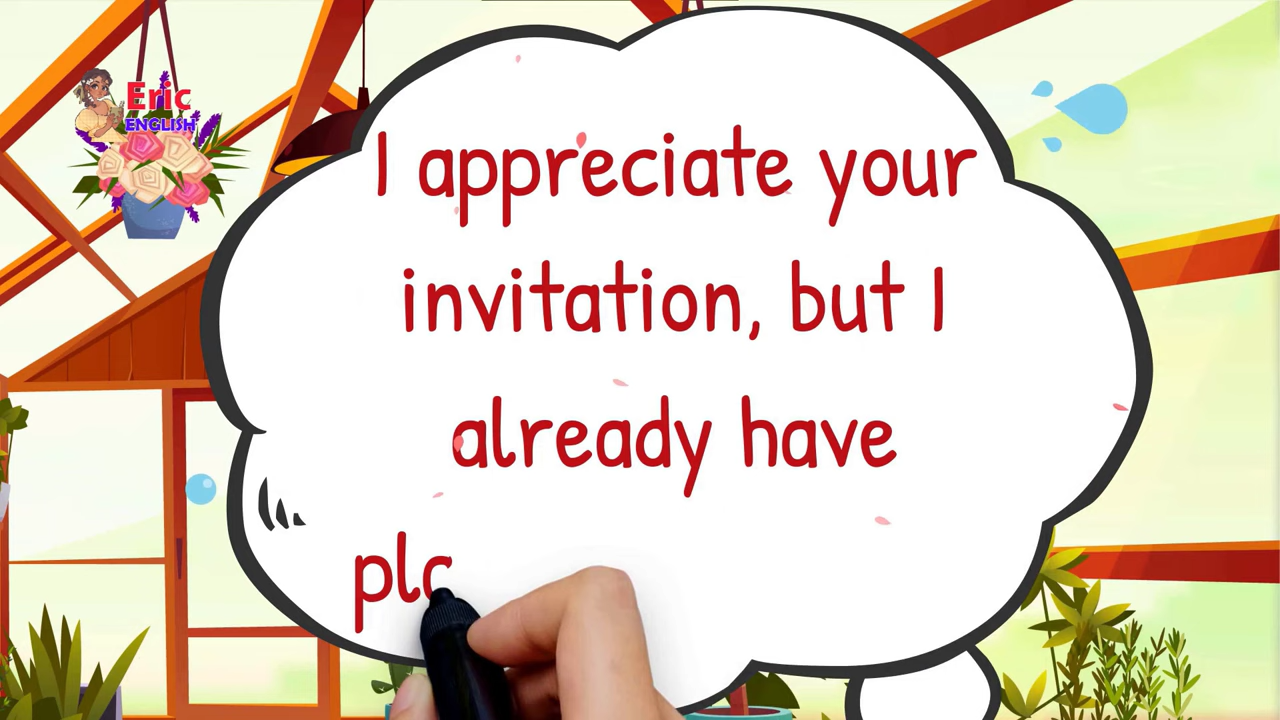 Eric
ENGLISH
I appreciate your
invitation, but I
already have